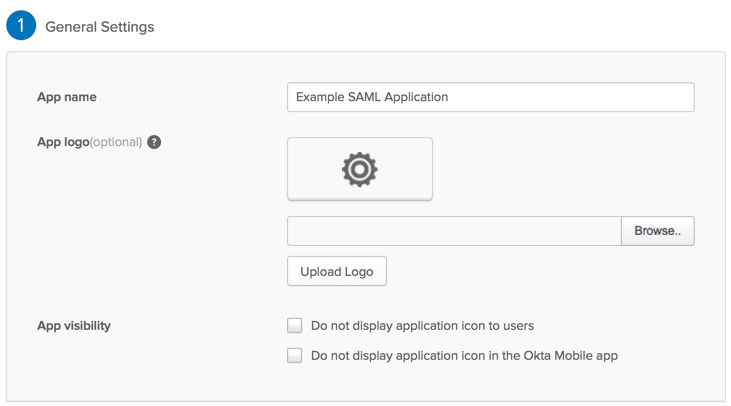 1 General Settings
App name Example SAML Application
App logo(optional) ?
Browse..
Upload Logo
App visibility Do not display application icon to users
Do not display application icon in the Okta Mobile app